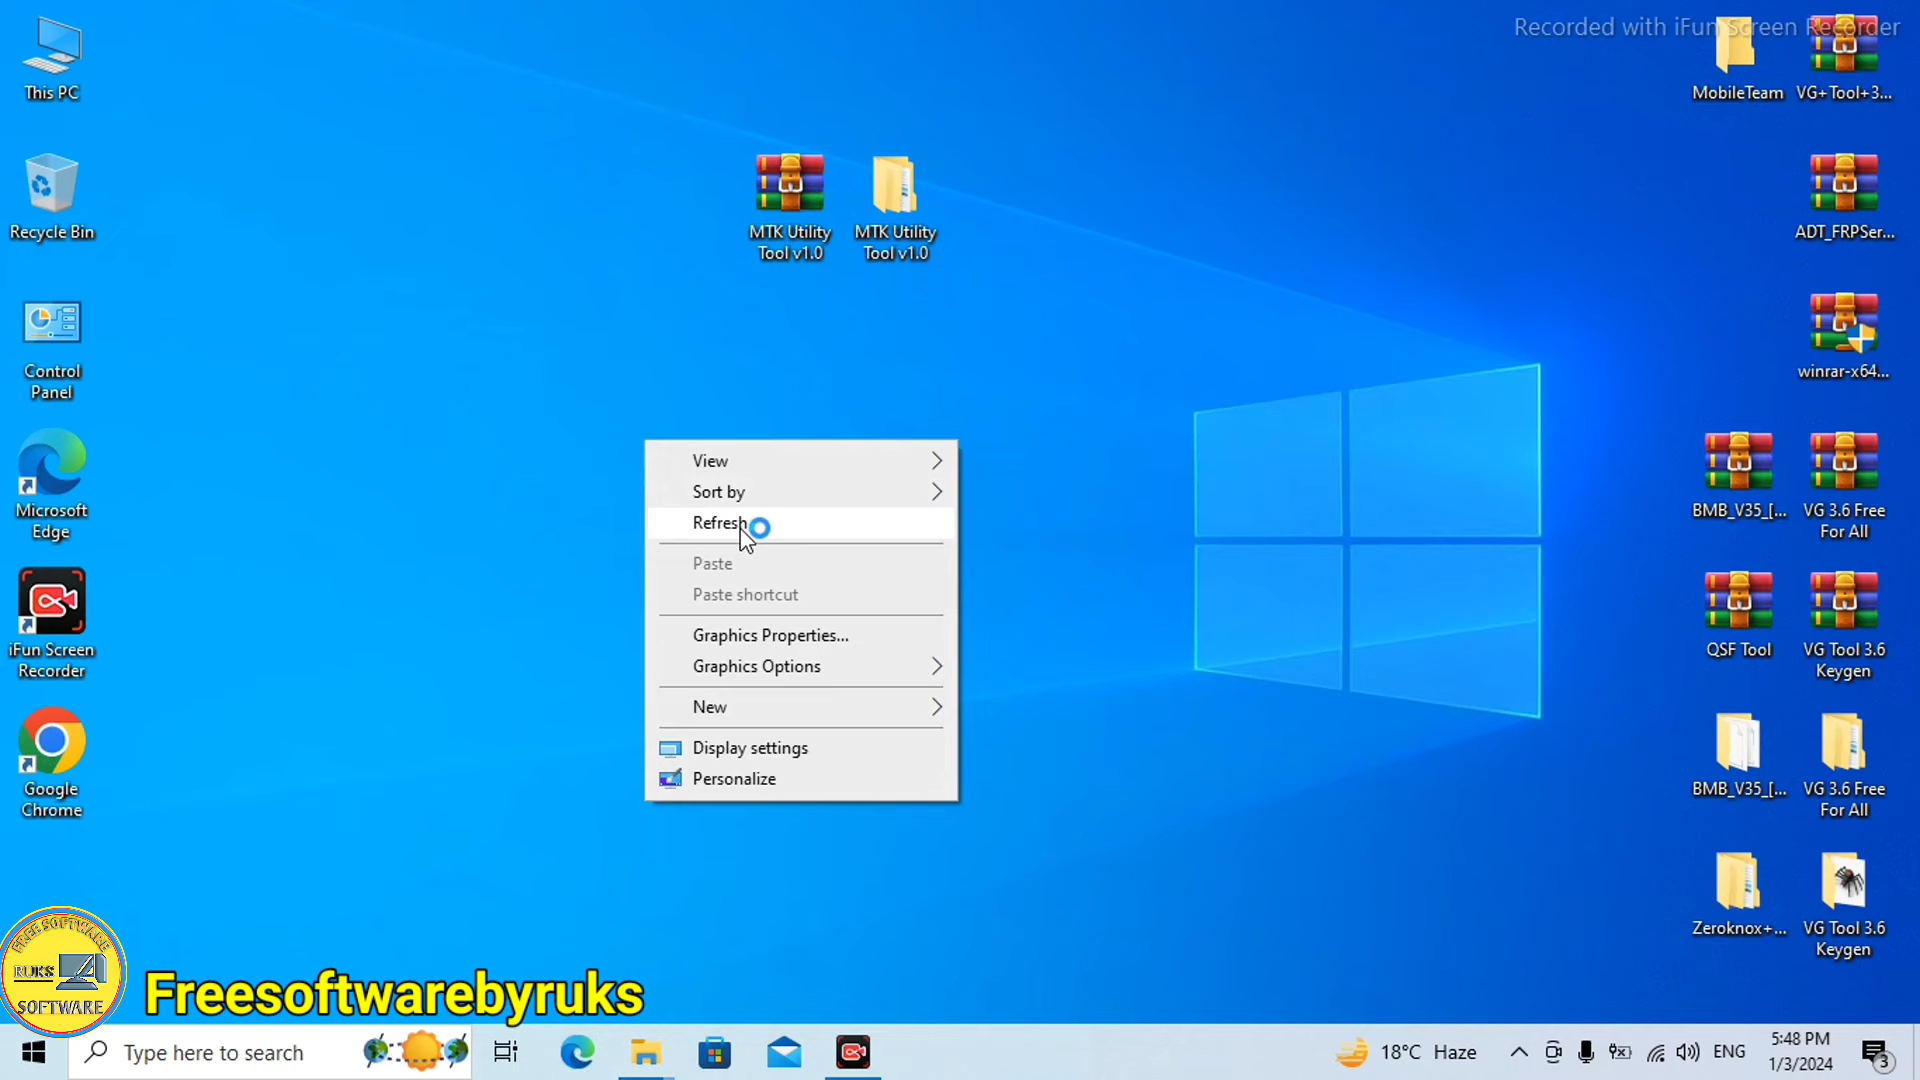 Recorded with iFun Screen Recorder
This PC
MobileTeam
VG+Tool+3...
Recycle Bin
MTK Utility
Tool v1.0
MTK Utility
Tool v1.0
ADT_FRPSer...
Control
Panel
winrar-x64...
Microsoft
Edge
View
Sort by
Refresh
Paste
Paste shortcut
Graphics Properties...
Graphics Options
New
Display settings
Personalize
BMB_V35_[...
VG 3.6 Free
For All
iFun Screen
Recorder
QSF Tool
VG Tool 3.6
Keygen
Google
Chrome
BMB_V35_[...
VG 3.6 Free
For All
Zeroknox+...
VG Tool 3.6
Keygen
FREE SOFTWARE
RUKS
SOFTWARE
Freesoftwarebyruks
Type here to search
18°C Haze
ENG
5:48 PM
1/3/2024
3